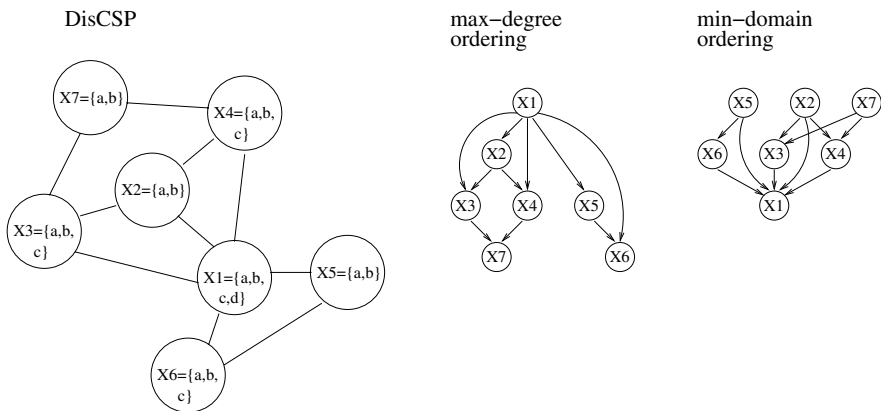 DisCSP
max−degree
ordering
min−domain
ordering
X7={a,b}
X4={a,b,
c}
X2={a,b}
X3={a,b,
c}
X1={a,b,
c,d}
X5={a,b}
X6={a,b,
c}
X1
X2
X3
X4
X5
X7
X6
X5
X2
X7
X6
X3
X4
X1